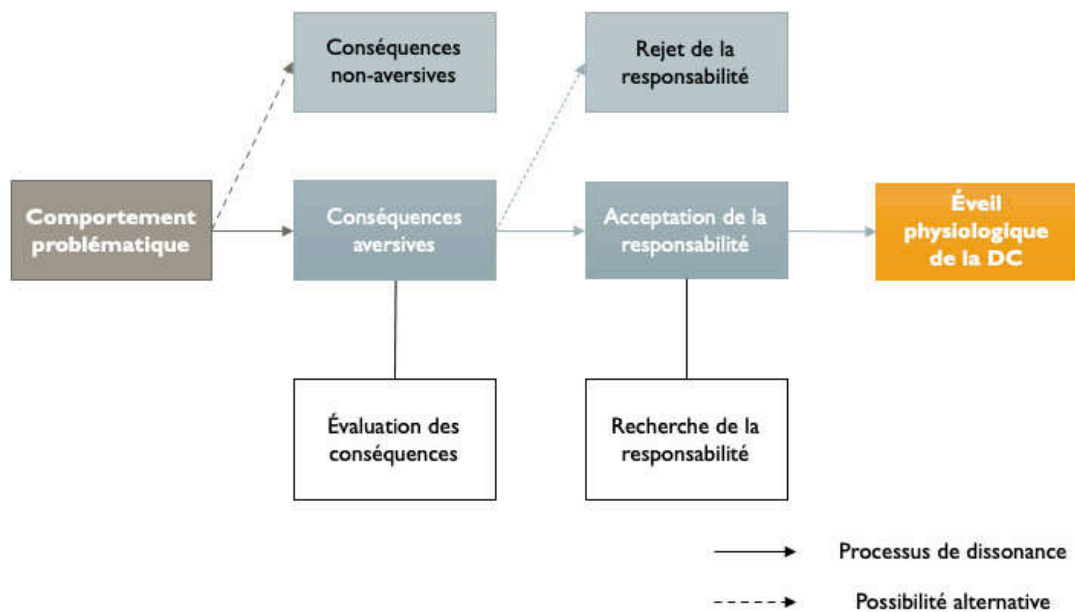 Conséquences
non-aversives
Rejet de la
responsabilité
Comportement
problématique
Conséquences
aversives
Acceptation de la
responsabilité
Éveil
physiologique
de la DC
Évaluation des
conséquences
Recherche de la
responsabilité
Processus de dissonance
Possibilité alternative